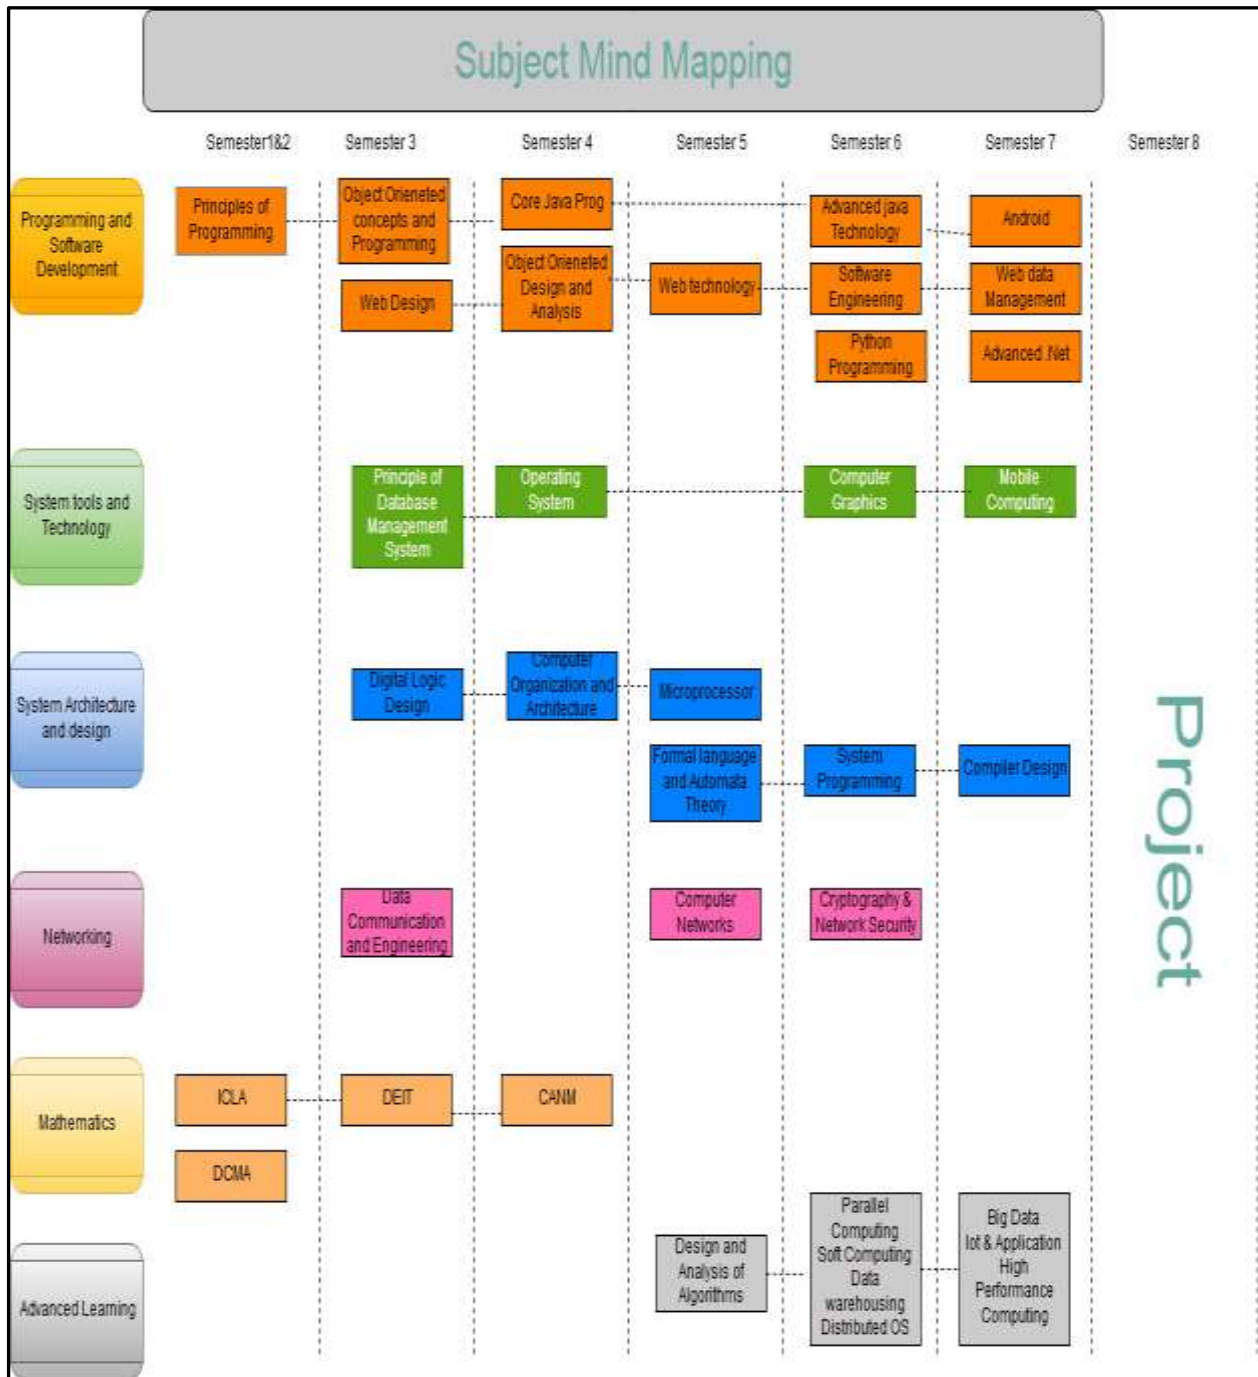 Subject Mind Mapping
Semester1&2
Semester 3
Semester 4
Semester 5
Semester 6
Semester 7
Semester 8
Programming and
Software
Development
Principles of
Programming
Object Orieneted
concepts and
Programming
Core Java Prog
Advanced java
Technology
Android
Web Design
Object Orieneted
Design and
Analysis
Web technology
Software
Engineering
Web data
Management
Python
Programming
Advanced .Net
System tools and
Technology
Principle of
Database
Management
System
Operating
System
Computer
Graphics
Mobile
Computing
System Architecture
and design
Digital Logic
Design
Computer
Organization and
Architecture
Microprocessor
Formal language
and Automata
Theory
System
Programming
Compiler Design
Project
Networking
Data
Communication
and Engineering
Computer
Networks
Cryptography &
Network Security
Mathematics
ICLA
DEIT
CANM
DCMA
Advanced Learning
Design and
Analysis of
Algorithms
Parallel
Computing
Soft Computing
Data
warehousing
Distributed OS
Big Data
Iot & Application
High
Performance
Computing